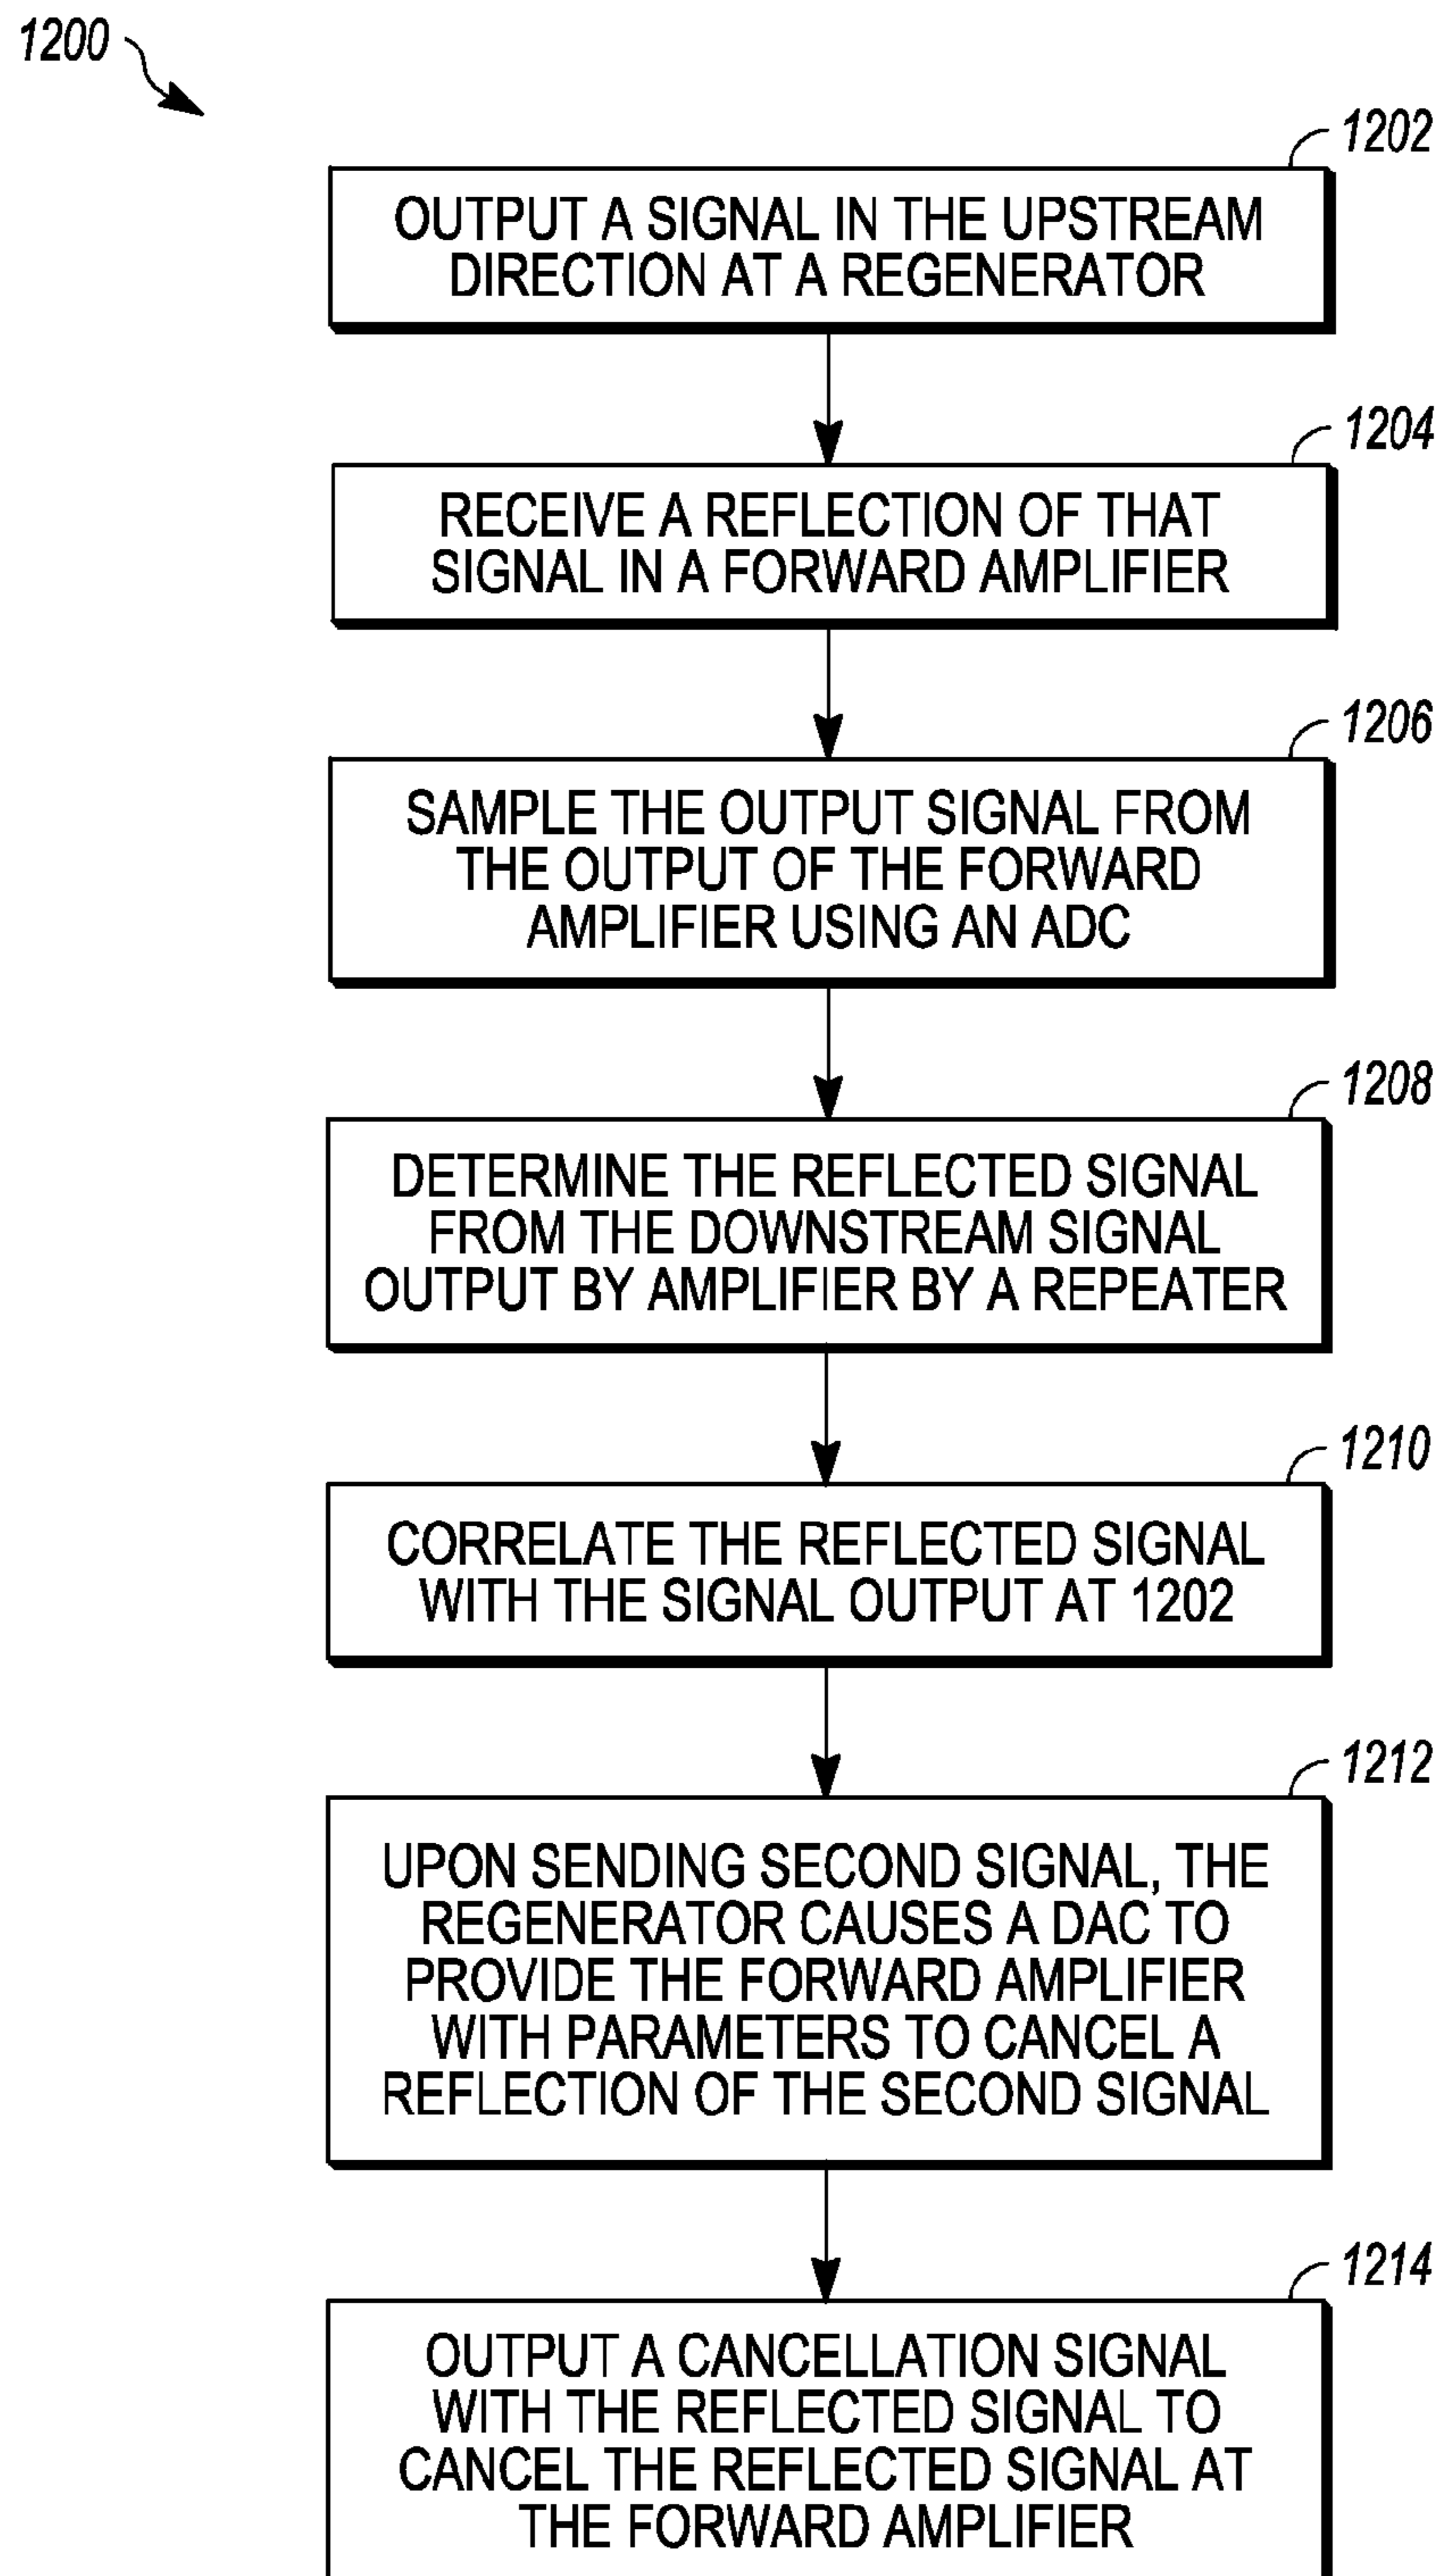 1200
1202
OUTPUT A SIGNAL IN THE UPSTREAM
DIRECTION AT A REGENERATOR
1204
RECEIVE A REFLECTION OF THAT
SIGNAL IN A FORWARD AMPLIFIER
1206
SAMPLE THE OUTPUT SIGNAL FROM
THE OUTPUT OF THE FORWARD
AMPLIFIER USING AN ADC
1208
DETERMINE THE REFLECTED SIGNAL
FROM THE DOWNSTREAM SIGNAL
OUTPUT BY AMPLIFIER BY A REPEATER
1210
CORRELATE THE REFLECTED SIGNAL
WITH THE SIGNAL OUTPUT AT 1202
1212
UPON SENDING SECOND SIGNAL, THE
REGENERATOR CAUSES A DAC TO
PROVIDE THE FORWARD AMPLIFIER
WITH PARAMETERS TO CANCEL A
REFLECTION OF THE SECOND SIGNAL
1214
OUTPUT A CANCELLATION SIGNAL
WITH THE REFLECTED SIGNAL TO
CANCEL THE REFLECTED SIGNAL AT
THE FORWARD AMPLIFIER